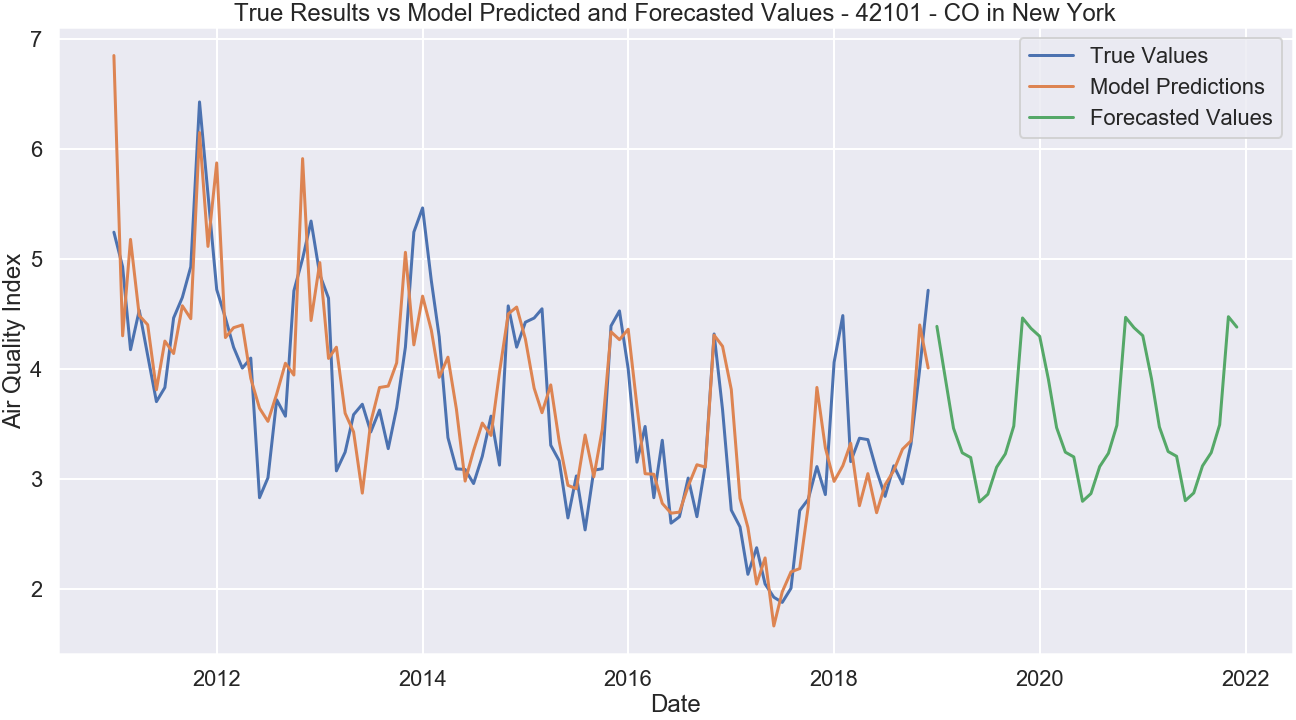 True Results vs Model Predicted and Forecasted Values - 42101 - CO in New York
True Values
Model Predictions
Forecasted Values
Air Quality Index
7
6
5
4
3
2
2012
2014
2016
2018
2020
2022
Date